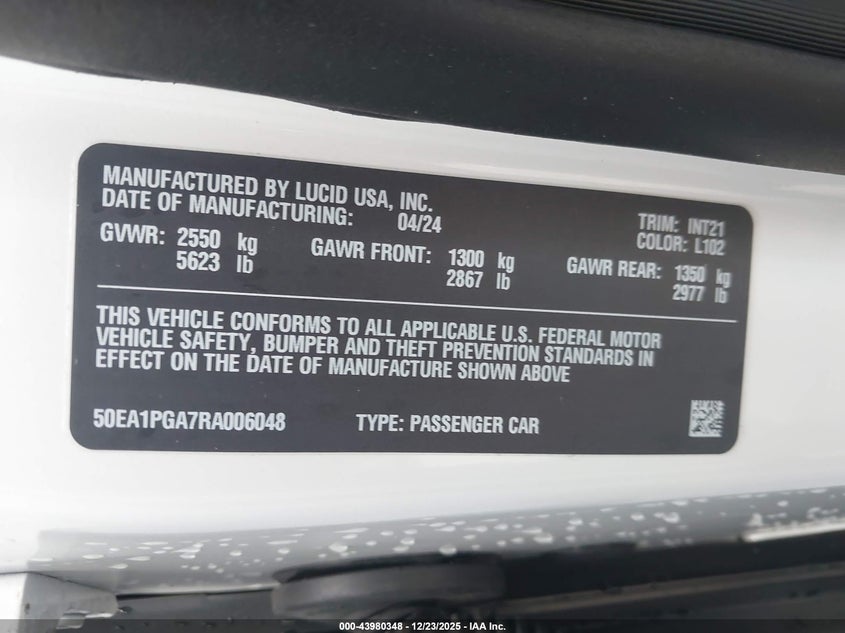 MANUFACTURED BY LUCID USA, INC.
DATE OF MANUFACTURING: 04/24
TRIM: INT21
COLOR: L102
GVWR: 2550 kg GAWR FRONT: 1300 kg GAWR REAR: 1350 kg
5623 lb 2867 lb 2977 lb
THIS VEHICLE CONFORMS TO ALL APPLICABLE U.S. FEDERAL MOTOR
VEHICLE SAFETY, BUMPER AND THEFT PREVENTION STANDARDS IN
EFFECT ON THE DATE OF MANUFACTURE SHOWN ABOVE
50EA1PGA7RA006048 TYPE: PASSENGER CAR
000-43980348 - 12/23/2025 - IAA Inc.